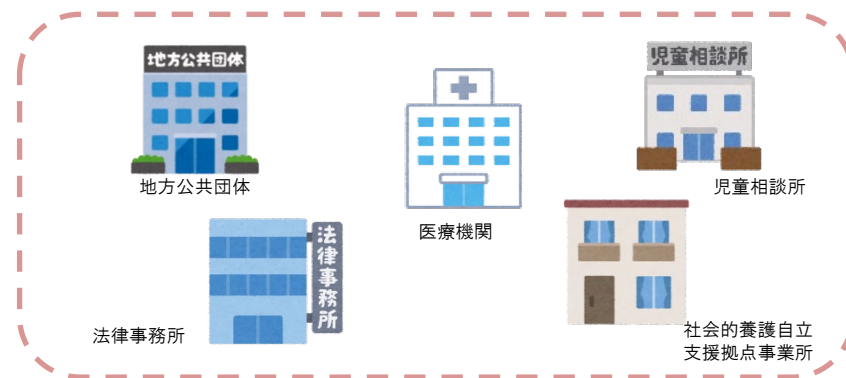 地方公共団体
児童相談所
地方公共団体
児童相談所
医療機関
法律事務所
法律事務所
社会的養護自立
支援拠点事業所